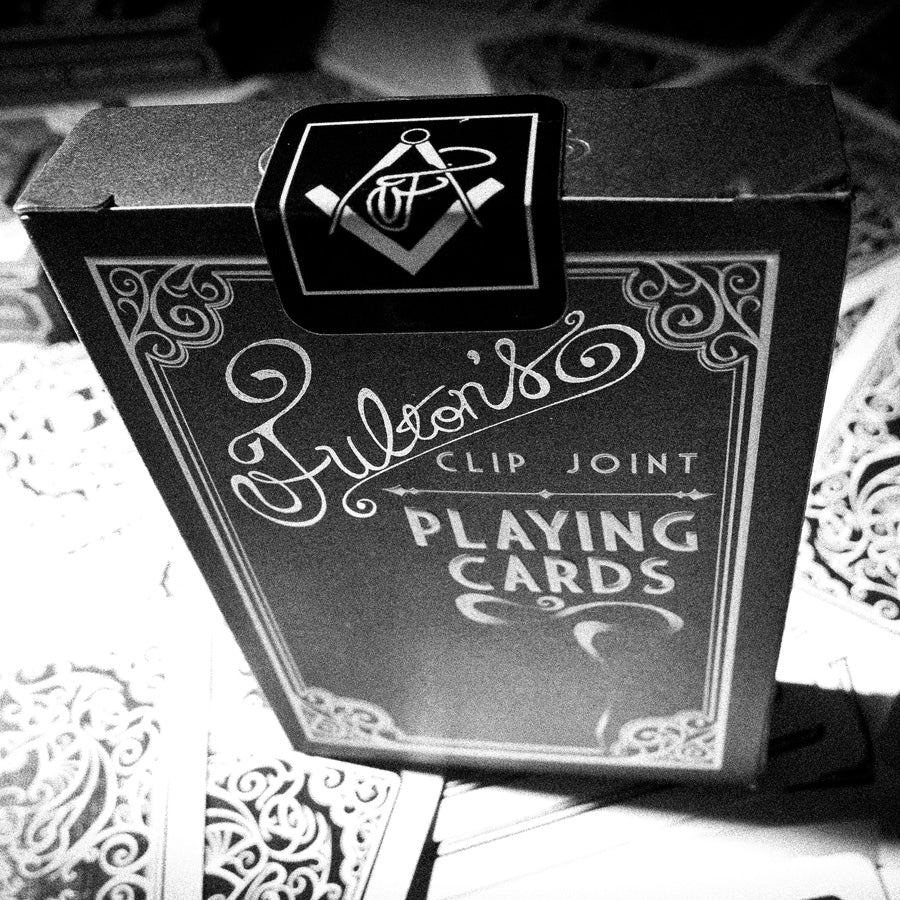 Fulton's
CLIP JOINT
PLAYING
CARDS